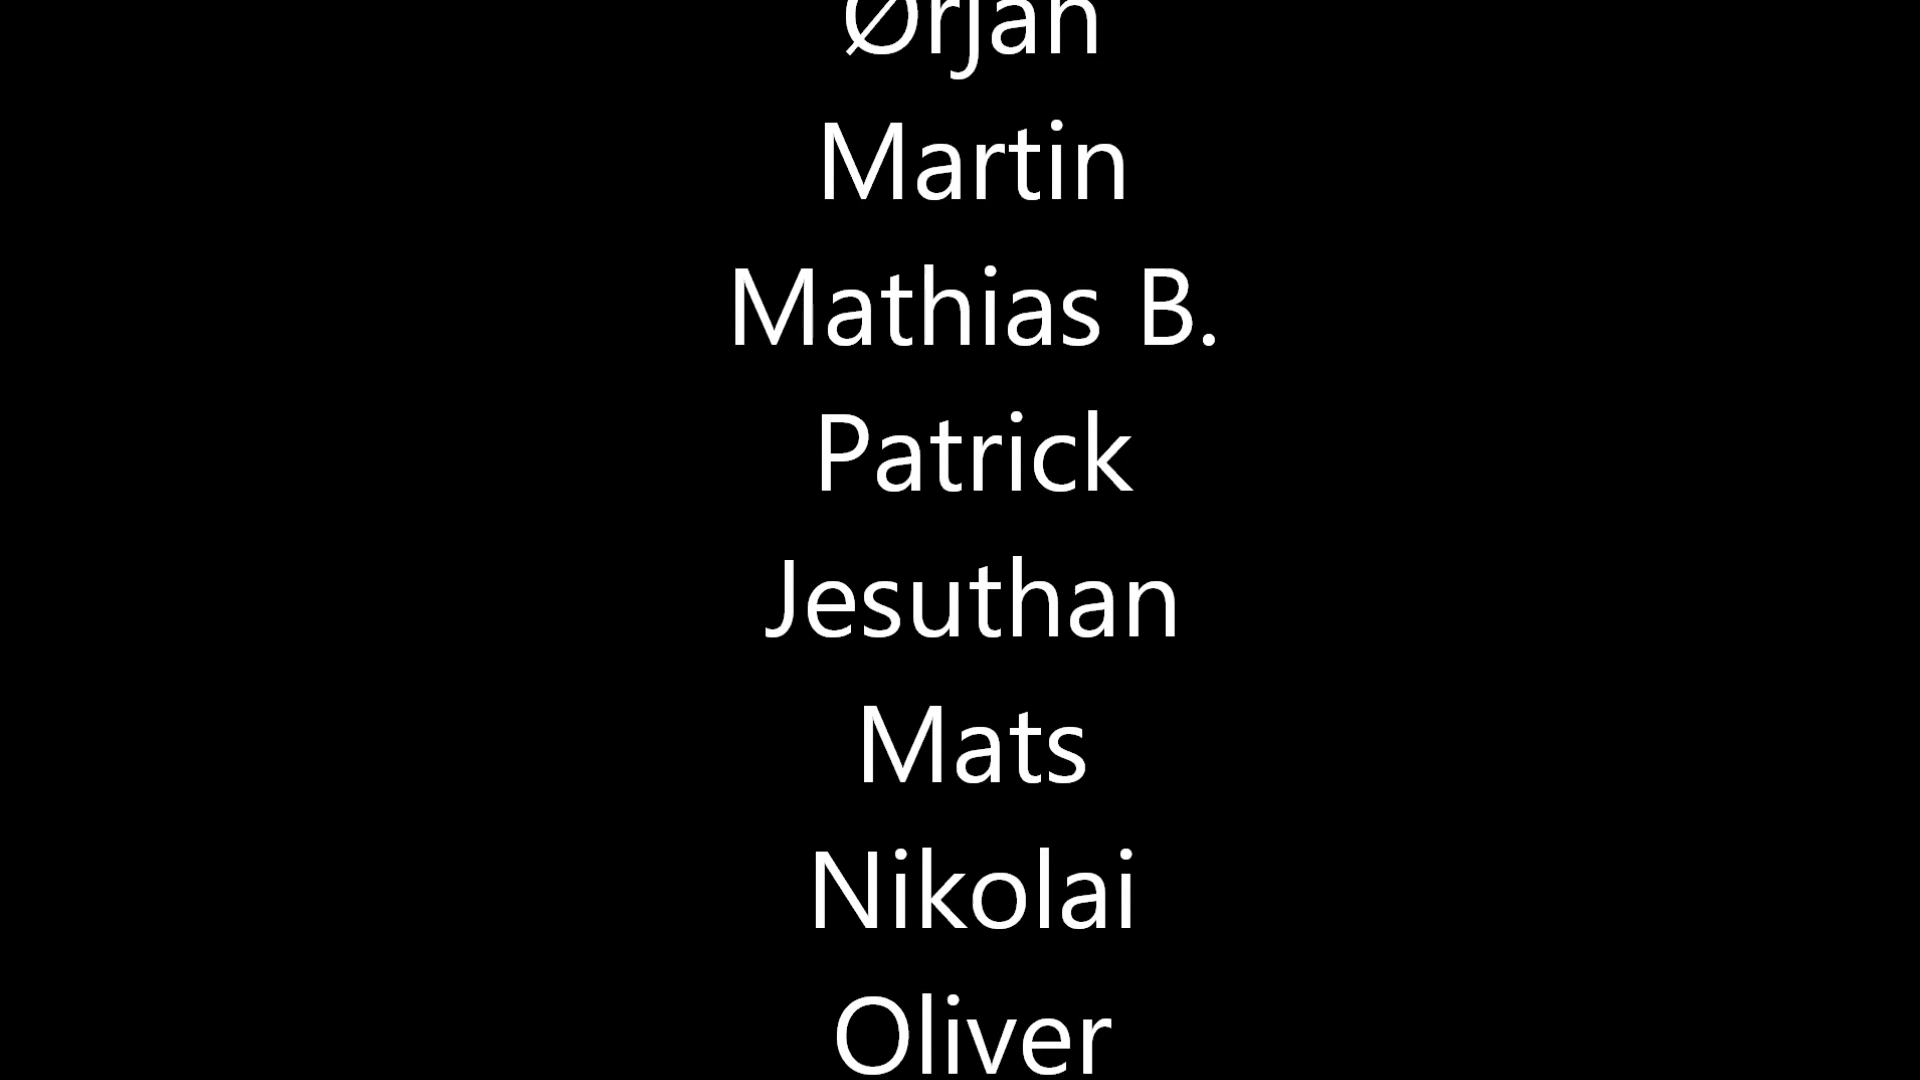 Ørjan
Martin
Mathias B.
Patrick
Jesuthan
Mats
Nikolai
Oliver